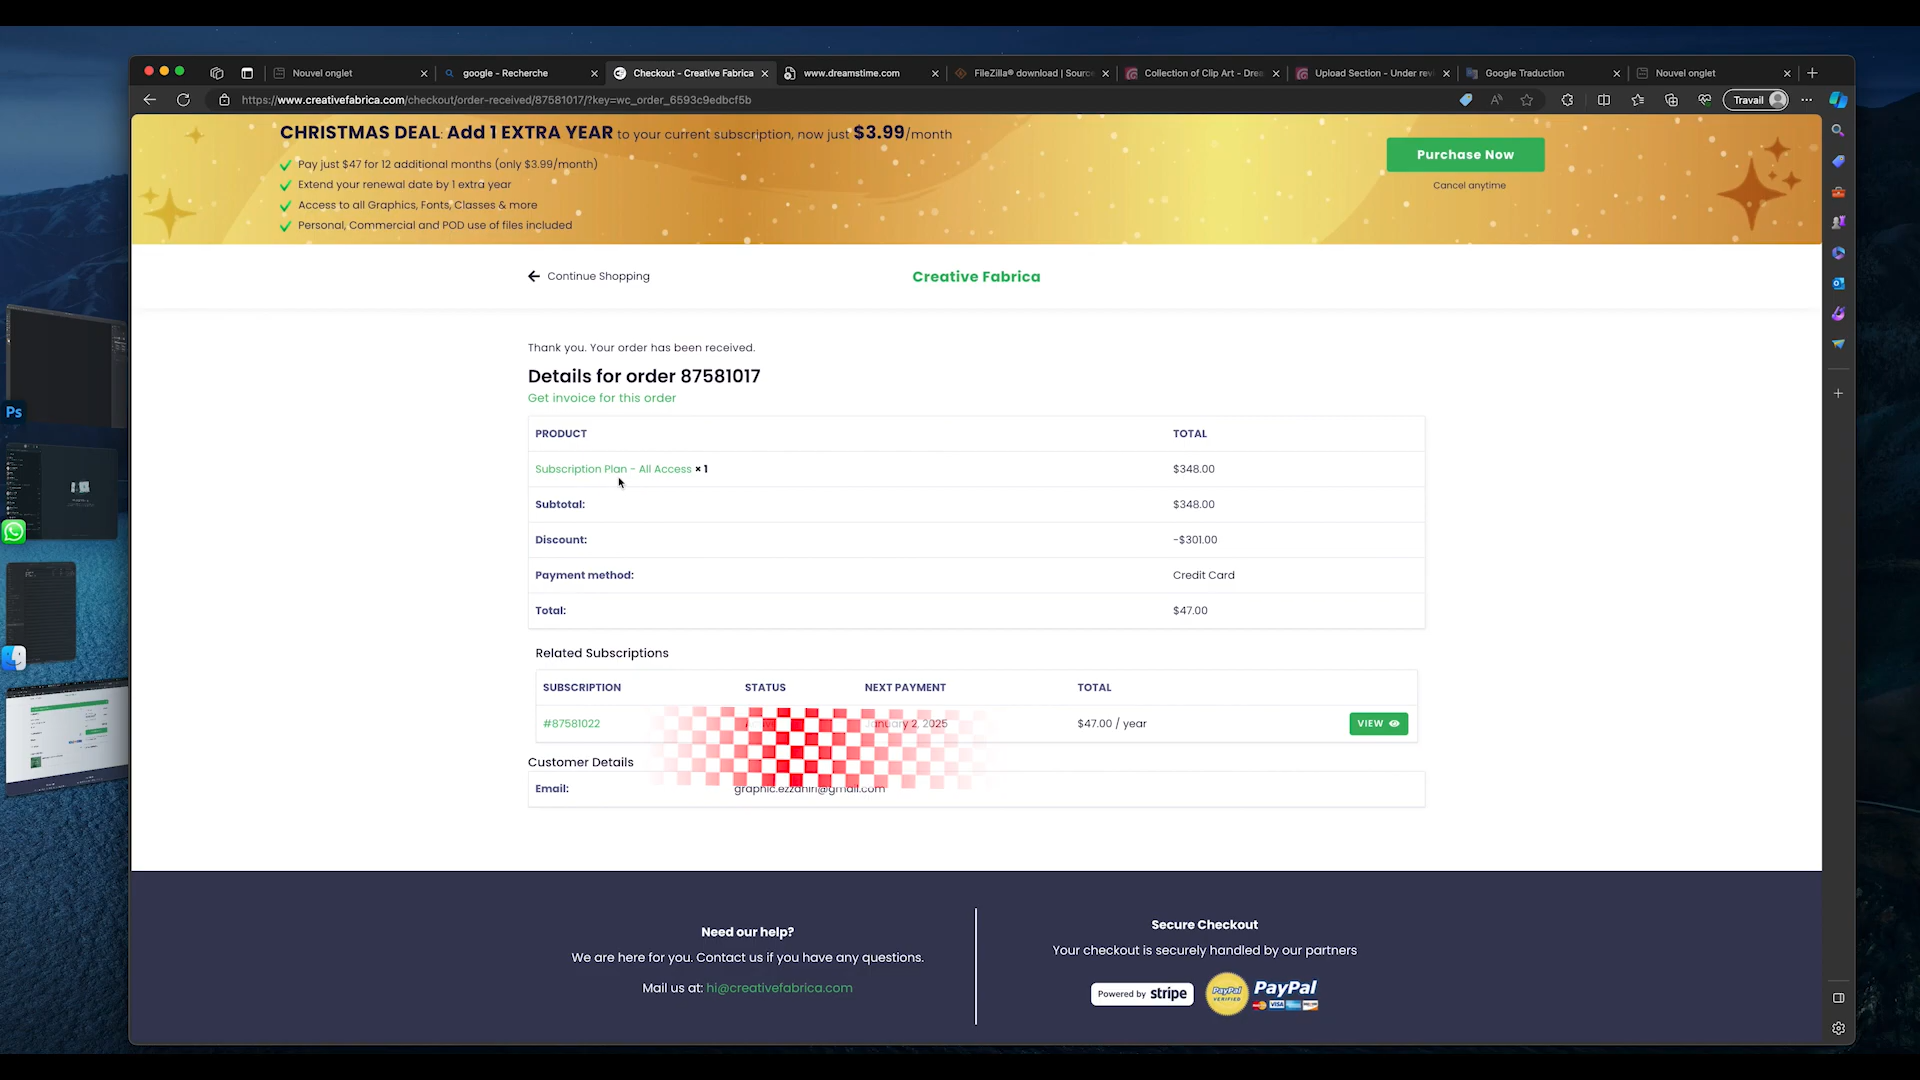 Nouvel onglet
google - Recherche
Checkout - Creative Fabrica
www.dreamstime.com
FileZilla® download | Sourc
Collection of Clip Art - Drea
Upload Section - Under revi
Google Traduction
Nouvel onglet
https://www.creativefabrica.com/checkout/order-received/87581017/?key=wc_order_6593c9edbcf5b
Travail
CHRISTMAS DEAL: Add 1 EXTRA YEAR to your current subscription, now just $3.99/month
Pay just $47 for 12 additional months (only $3.99/month)
Extend your renewal date by 1 extra year
Access to all Graphics, Fonts, Classes & more
Personal, Commercial and POD use of files included
Purchase Now
Cancel anytime
Continue Shopping
Creative Fabrica
Thank you. Your order has been received.
Details for order 87581017
Get invoice for this order
PRODUCT TOTAL
Subscription Plan - All Access × 1 $348.00
Subtotal: $348.00
Discount: -$301.00
Payment method: Credit Card
Total: $47.00
Related Subscriptions
SUBSCRIPTION STATUS NEXT PAYMENT TOTAL
#87581022 January 2, 2025 $47.00 / year VIEW
Customer Details
Email:
Need our help?
We are here for you. Contact us if you have any questions.
Mail us at: hi@creativefabrica.com
Secure Checkout
Your checkout is securely handled by our partners
Powered by stripe
PayPal VERIFIED
PayPal
VISA
Ps